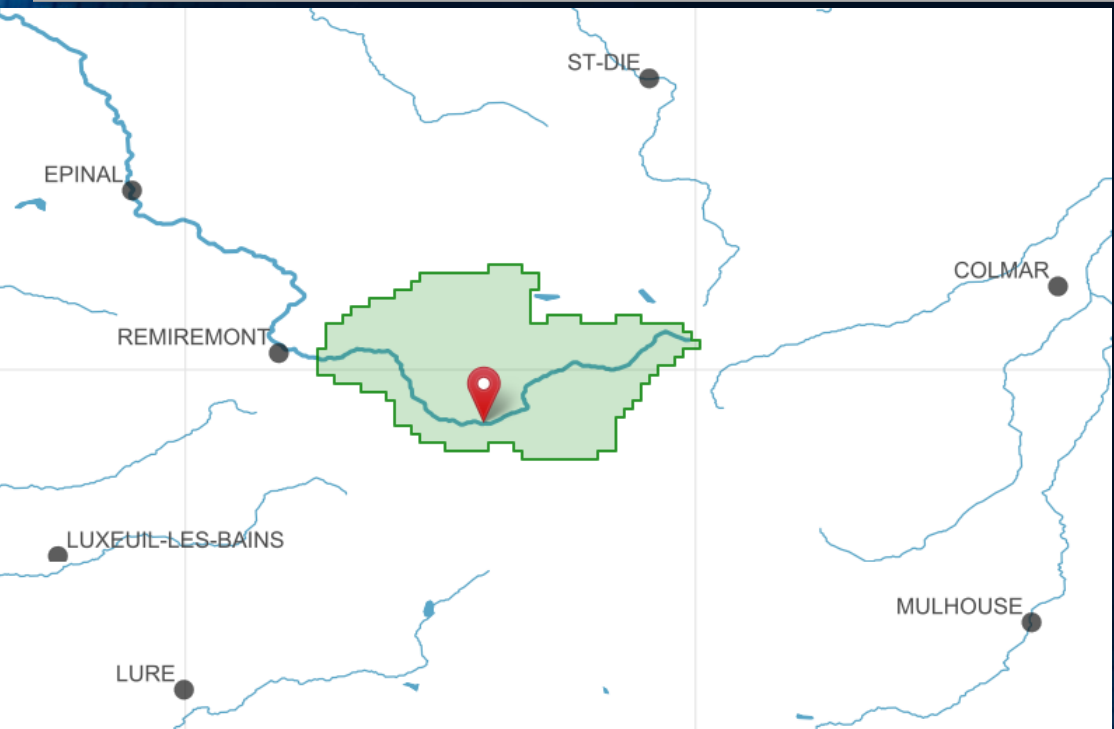 ST-DIE
EPINAL
COLMAR
REMIREMONT
LUXEUIL-LES-BAINS
MULHOUSE
LURE